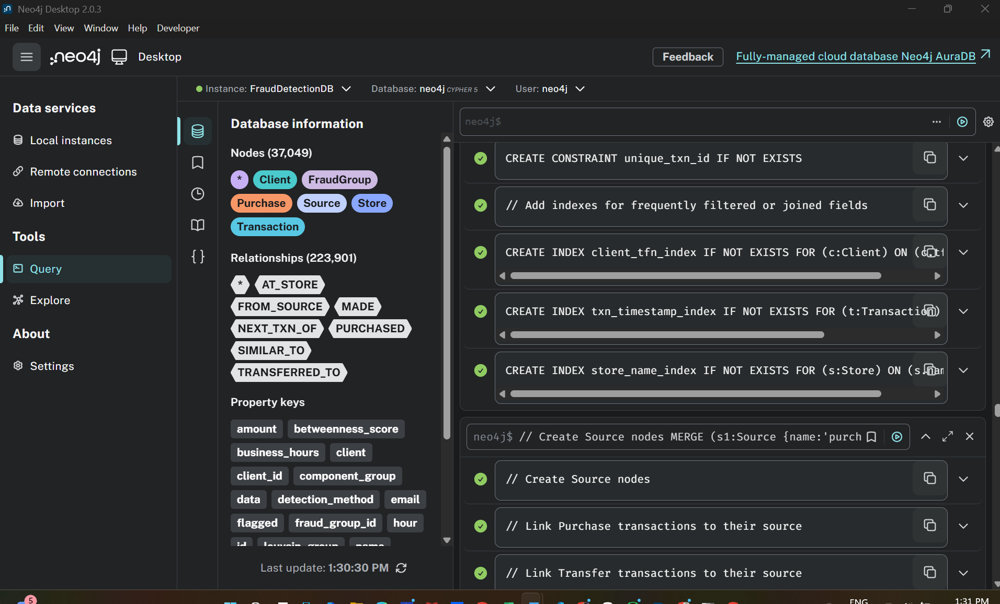 Neo4j Desktop 2.0.3
File Edit View Window Help Developer
neo4j Desktop
Feedback
Fully-managed cloud database Neo4j AuraDB
Instance: FraudDetectionDB
Database: neo4j CYPHER 5
User: neo4j
Data services
Local instances
Remote connections
Import
Tools
Query
Explore
About
Settings
Database information
Nodes (37,049)
* Client FraudGroup
Purchase Source Store
Transaction
Relationships (223,901)
* AT_STORE
FROM_SOURCE MADE
NEXT_TXN_OF PURCHASED
SIMILAR_TO
TRANSFERRED_TO
Property keys
amount betweenness_score
business_hours client
client_id component_group
data detection_method email
flagged fraud_group_id hour
id louvain_group name
Last update: 1:30:30 PM
neo4j$
CREATE CONSTRAINT unique_txn_id IF NOT EXISTS
// Add indexes for frequently filtered or joined fields
CREATE INDEX client_tfn_index IF NOT EXISTS FOR (c:Client) ON
CREATE INDEX txn_timestamp_index IF NOT EXISTS FOR (t:Transaction)
CREATE INDEX store_name_index IF NOT EXISTS FOR (s:Store) ON
neo4j$ // Create Source nodes MERGE (s1:Source {name:'purch
// Create Source nodes
// Link Purchase transactions to their source
// Link Transfer transactions to their source
5
ENG
1:31 PM